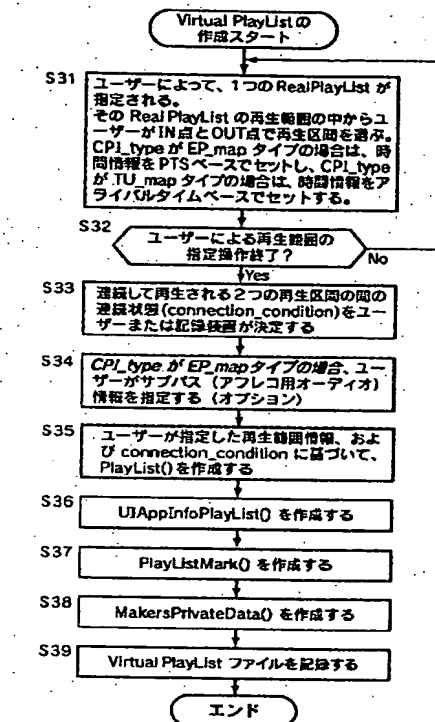 Virtual PlayList の
作成スタート
S31
ユーザーによって、1つの RealPlayList が
指定される。
その Real PlayList の再生範囲の中からユ
ーザーがIN点とOUT点で再生区間を選ぶ。
CPI_type が EP_map タイプの場合は、時
間情報を PTSベースでセットし、CPI_type
が TU_map タイプの場合は、時間情報をア
ライバルタイムベースでセットする。
S32
ユーザーによる再生範囲の
指定操作終了？
No
Yes
S33
連続して再生される2つの再生区間の間の
連続状態(connection_condition)をユー
ザーまたは記録装置が決定する
S34
CPI_type が EP_map タイプの場合、ユー
ザーがサブパス（アフレコ用オーディオ）
情報を指定する（オプション）
S35
ユーザーが指定した再生範囲情報、およ
び connection_condition に基づいて、
PlayList()を作成する
S36
UIAppInfoPlayList() を作成する
S37
PlayListMark() を作成する
S38
MakersPrivateData() を作成する
S39
Virtual PlayList ファイルを記録する
エンド